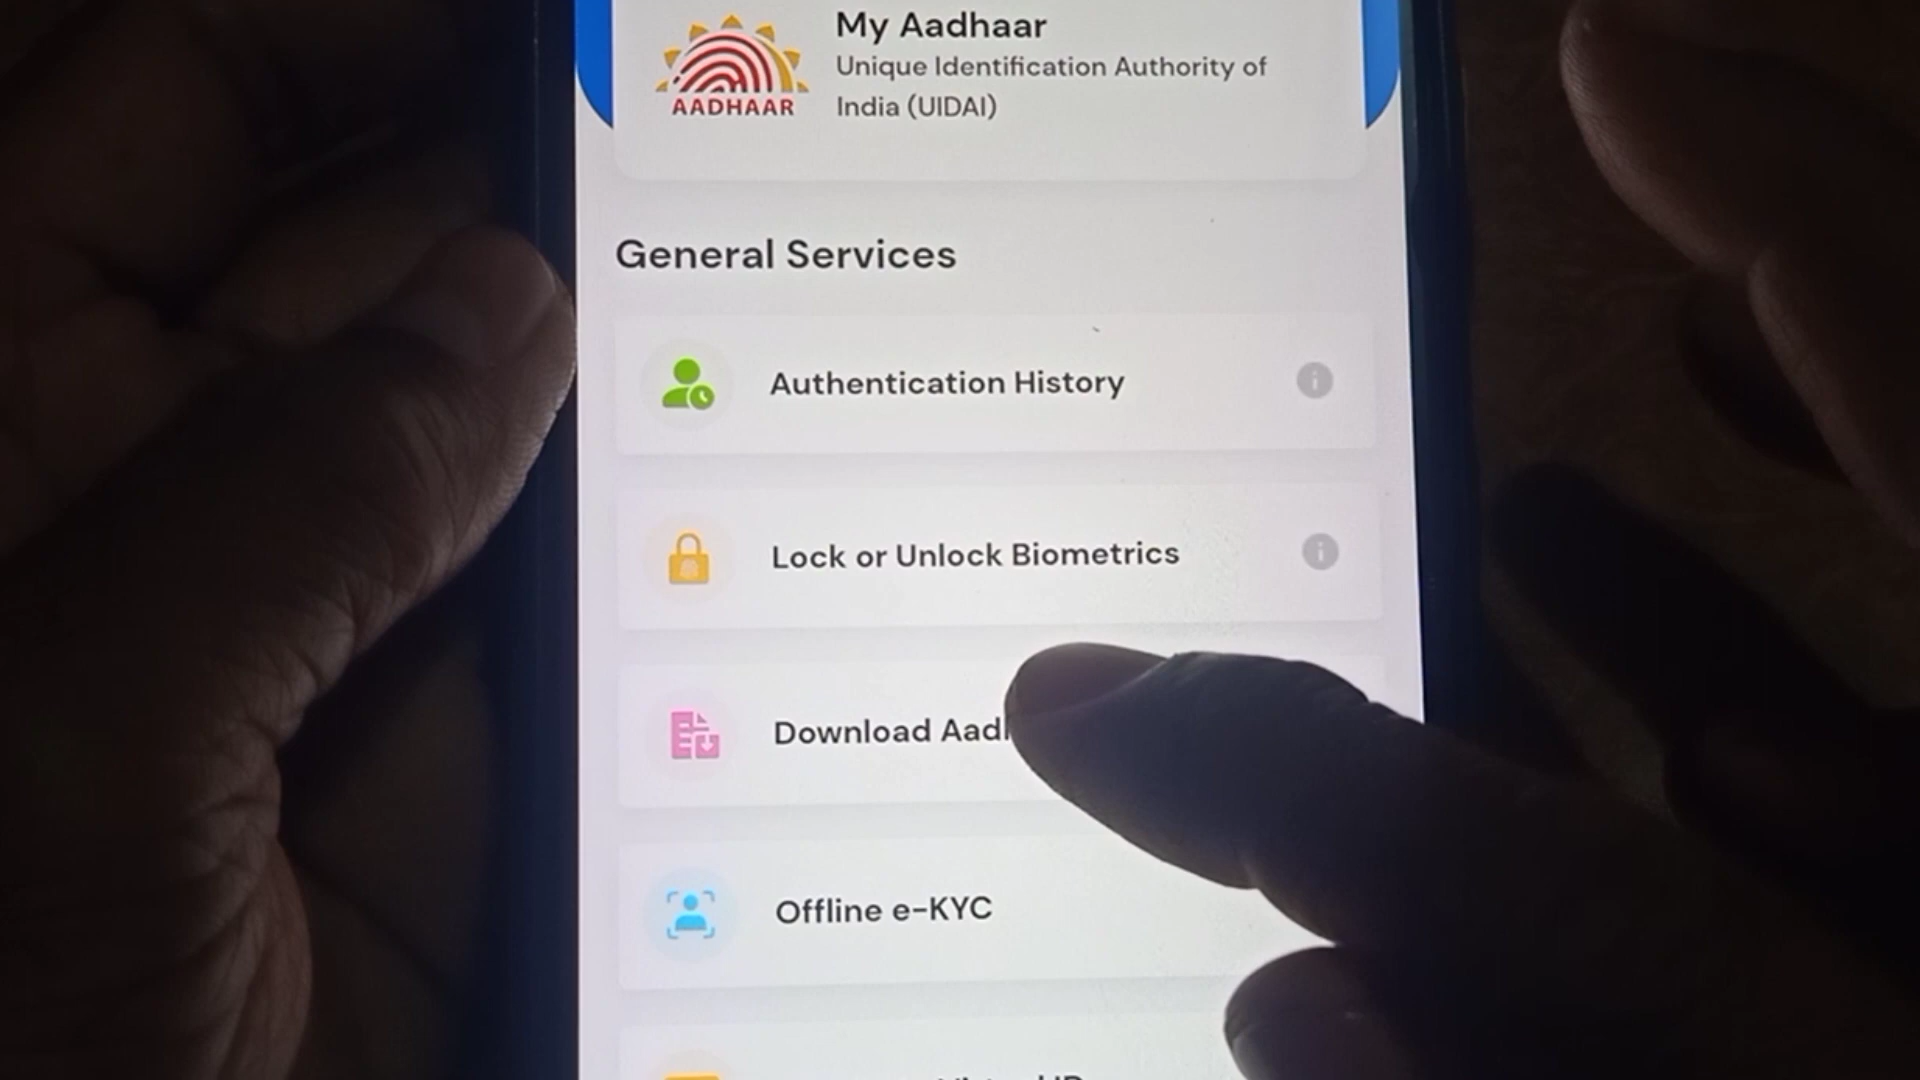 My Aadhaar
Unique Identification Authority of
India (UIDAI)
AADHAAR
General Services
Authentication History
Lock or Unlock Biometrics
Download
Offline e-KYC